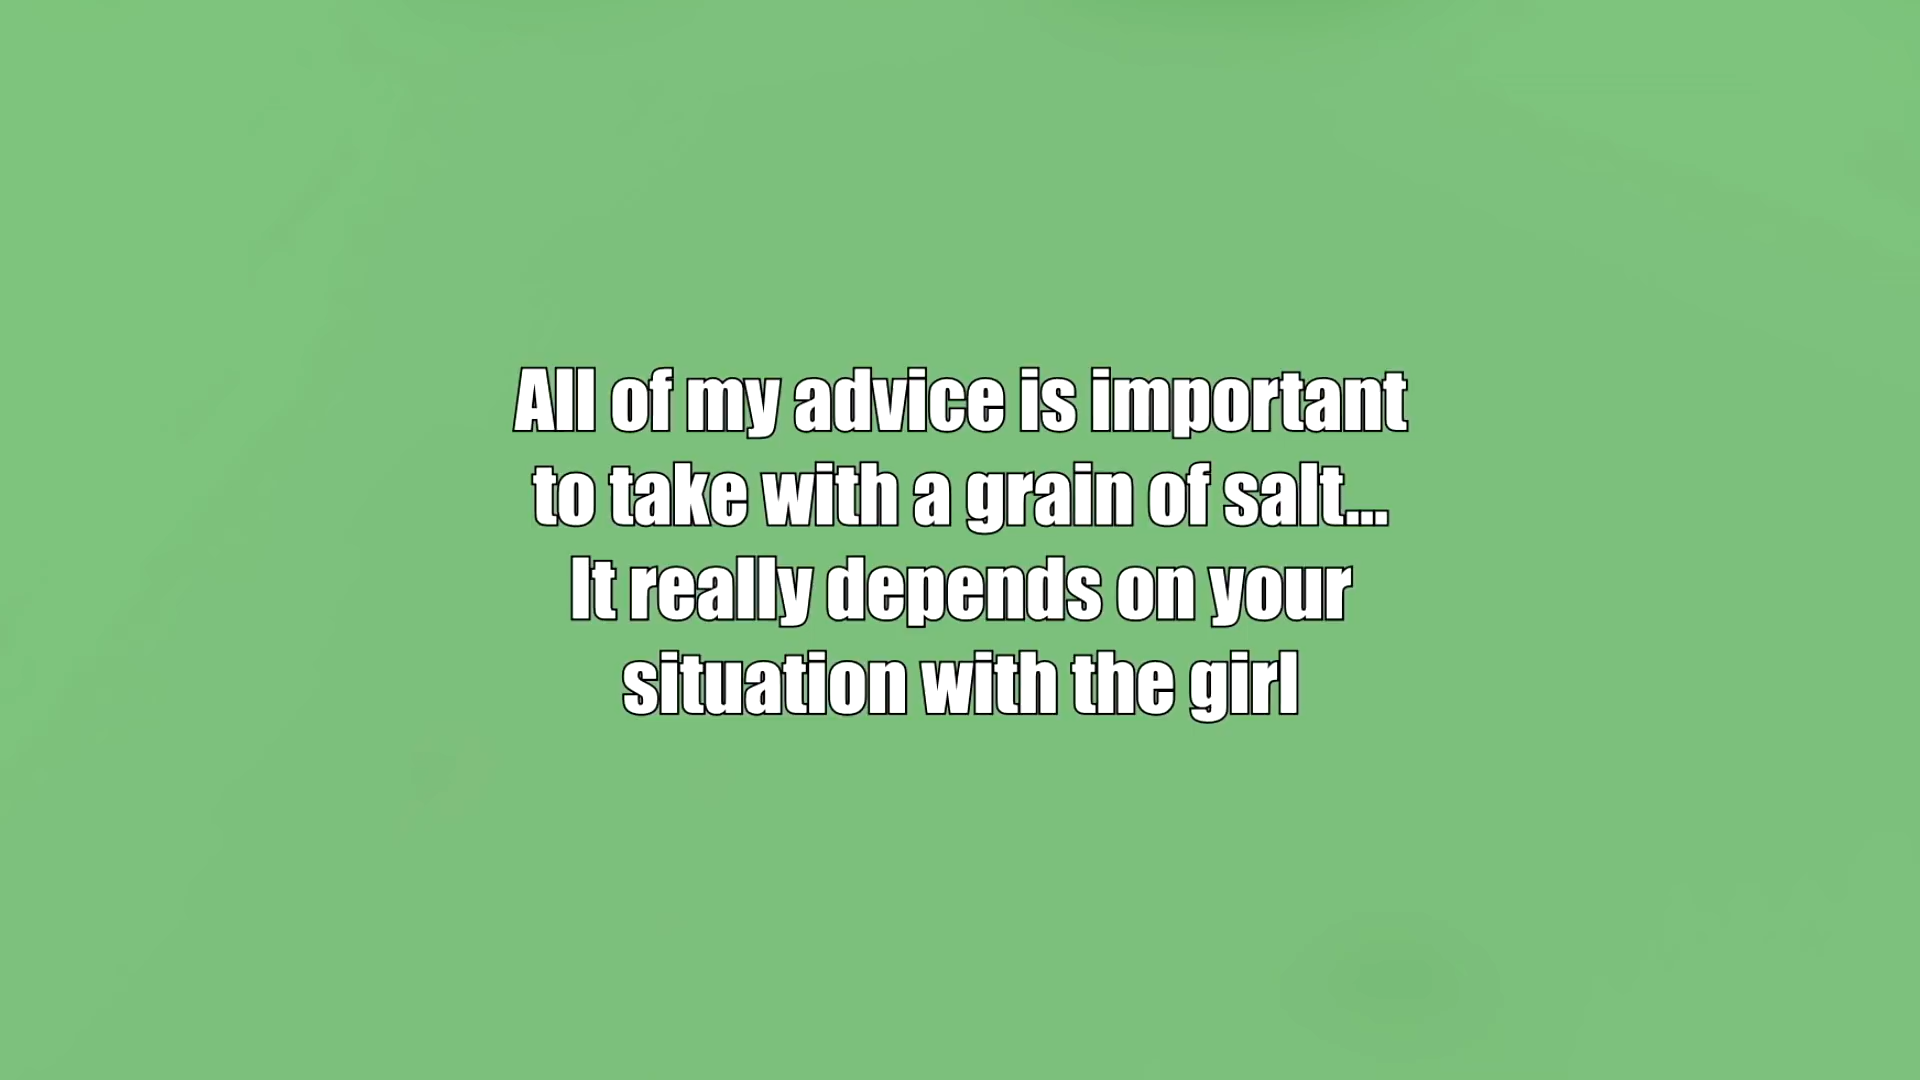 All of my advice is important
to take with a grain of salt...
It really depends on your
situation with the girl